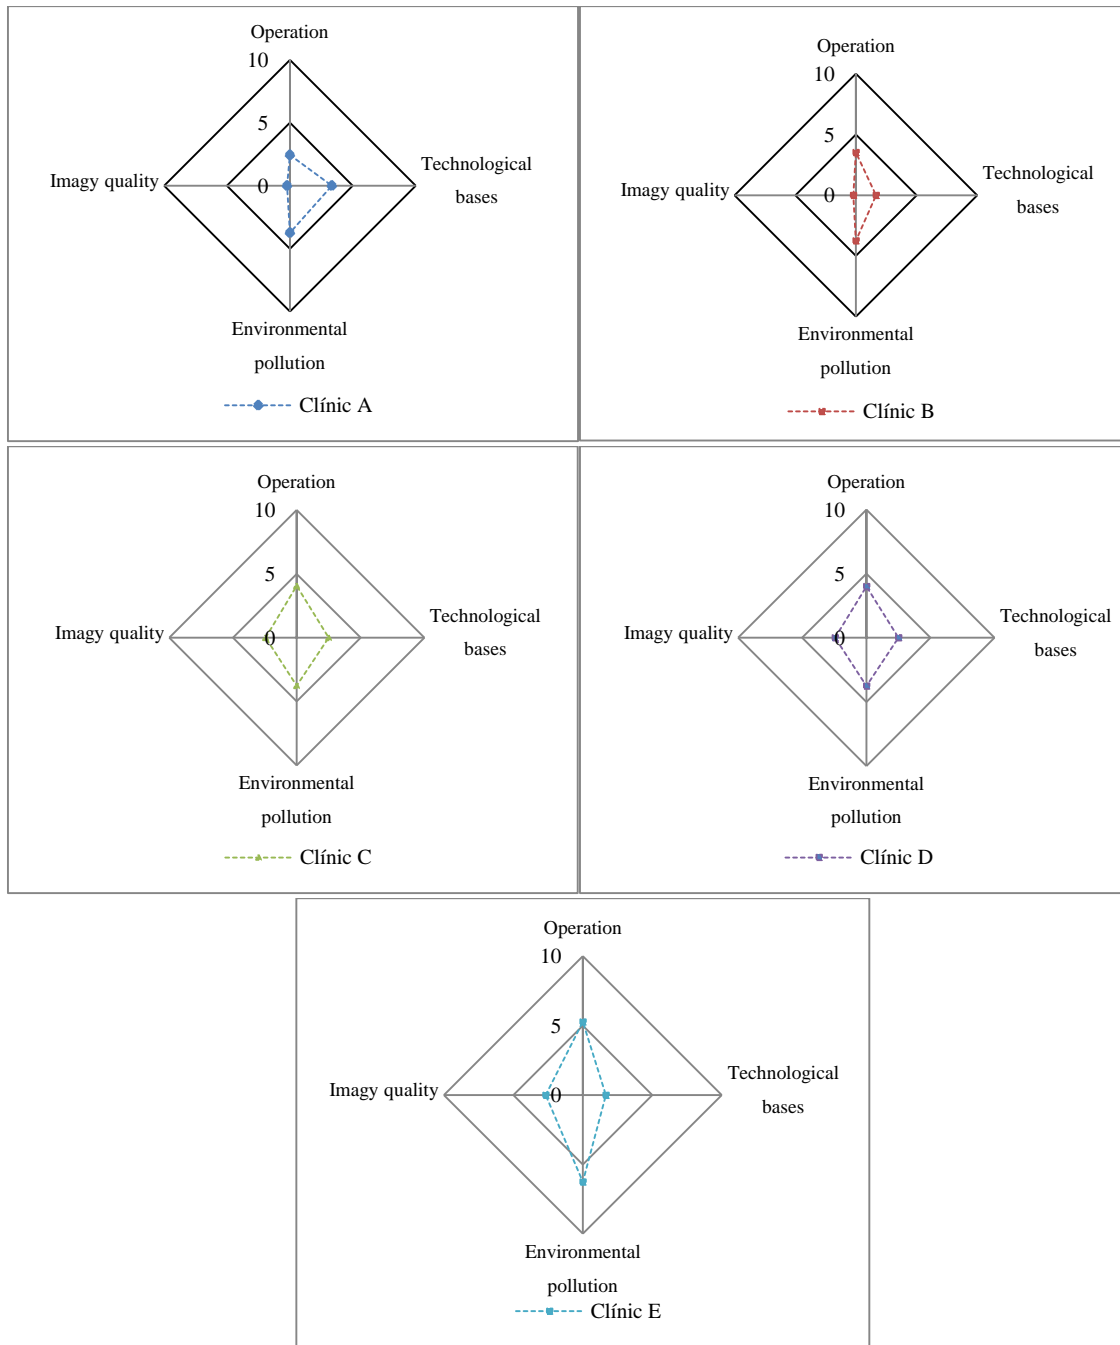 Operation
10
5
0
Imagy quality
Technological
bases
Environmental
pollution
Clínic A
Operation
10
5
0
Imagy quality
Technological
bases
Environmental
pollution
Clínic B
Operation
10
5
0
Imagy quality
Technological
bases
Environmental
pollution
Clínic C
Operation
10
5
0
Imagy quality
Technological
bases
Environmental
pollution
Clínic D
Operation
10
5
0
Imagy quality
Technological
bases
Environmental
pollution
Clínic E